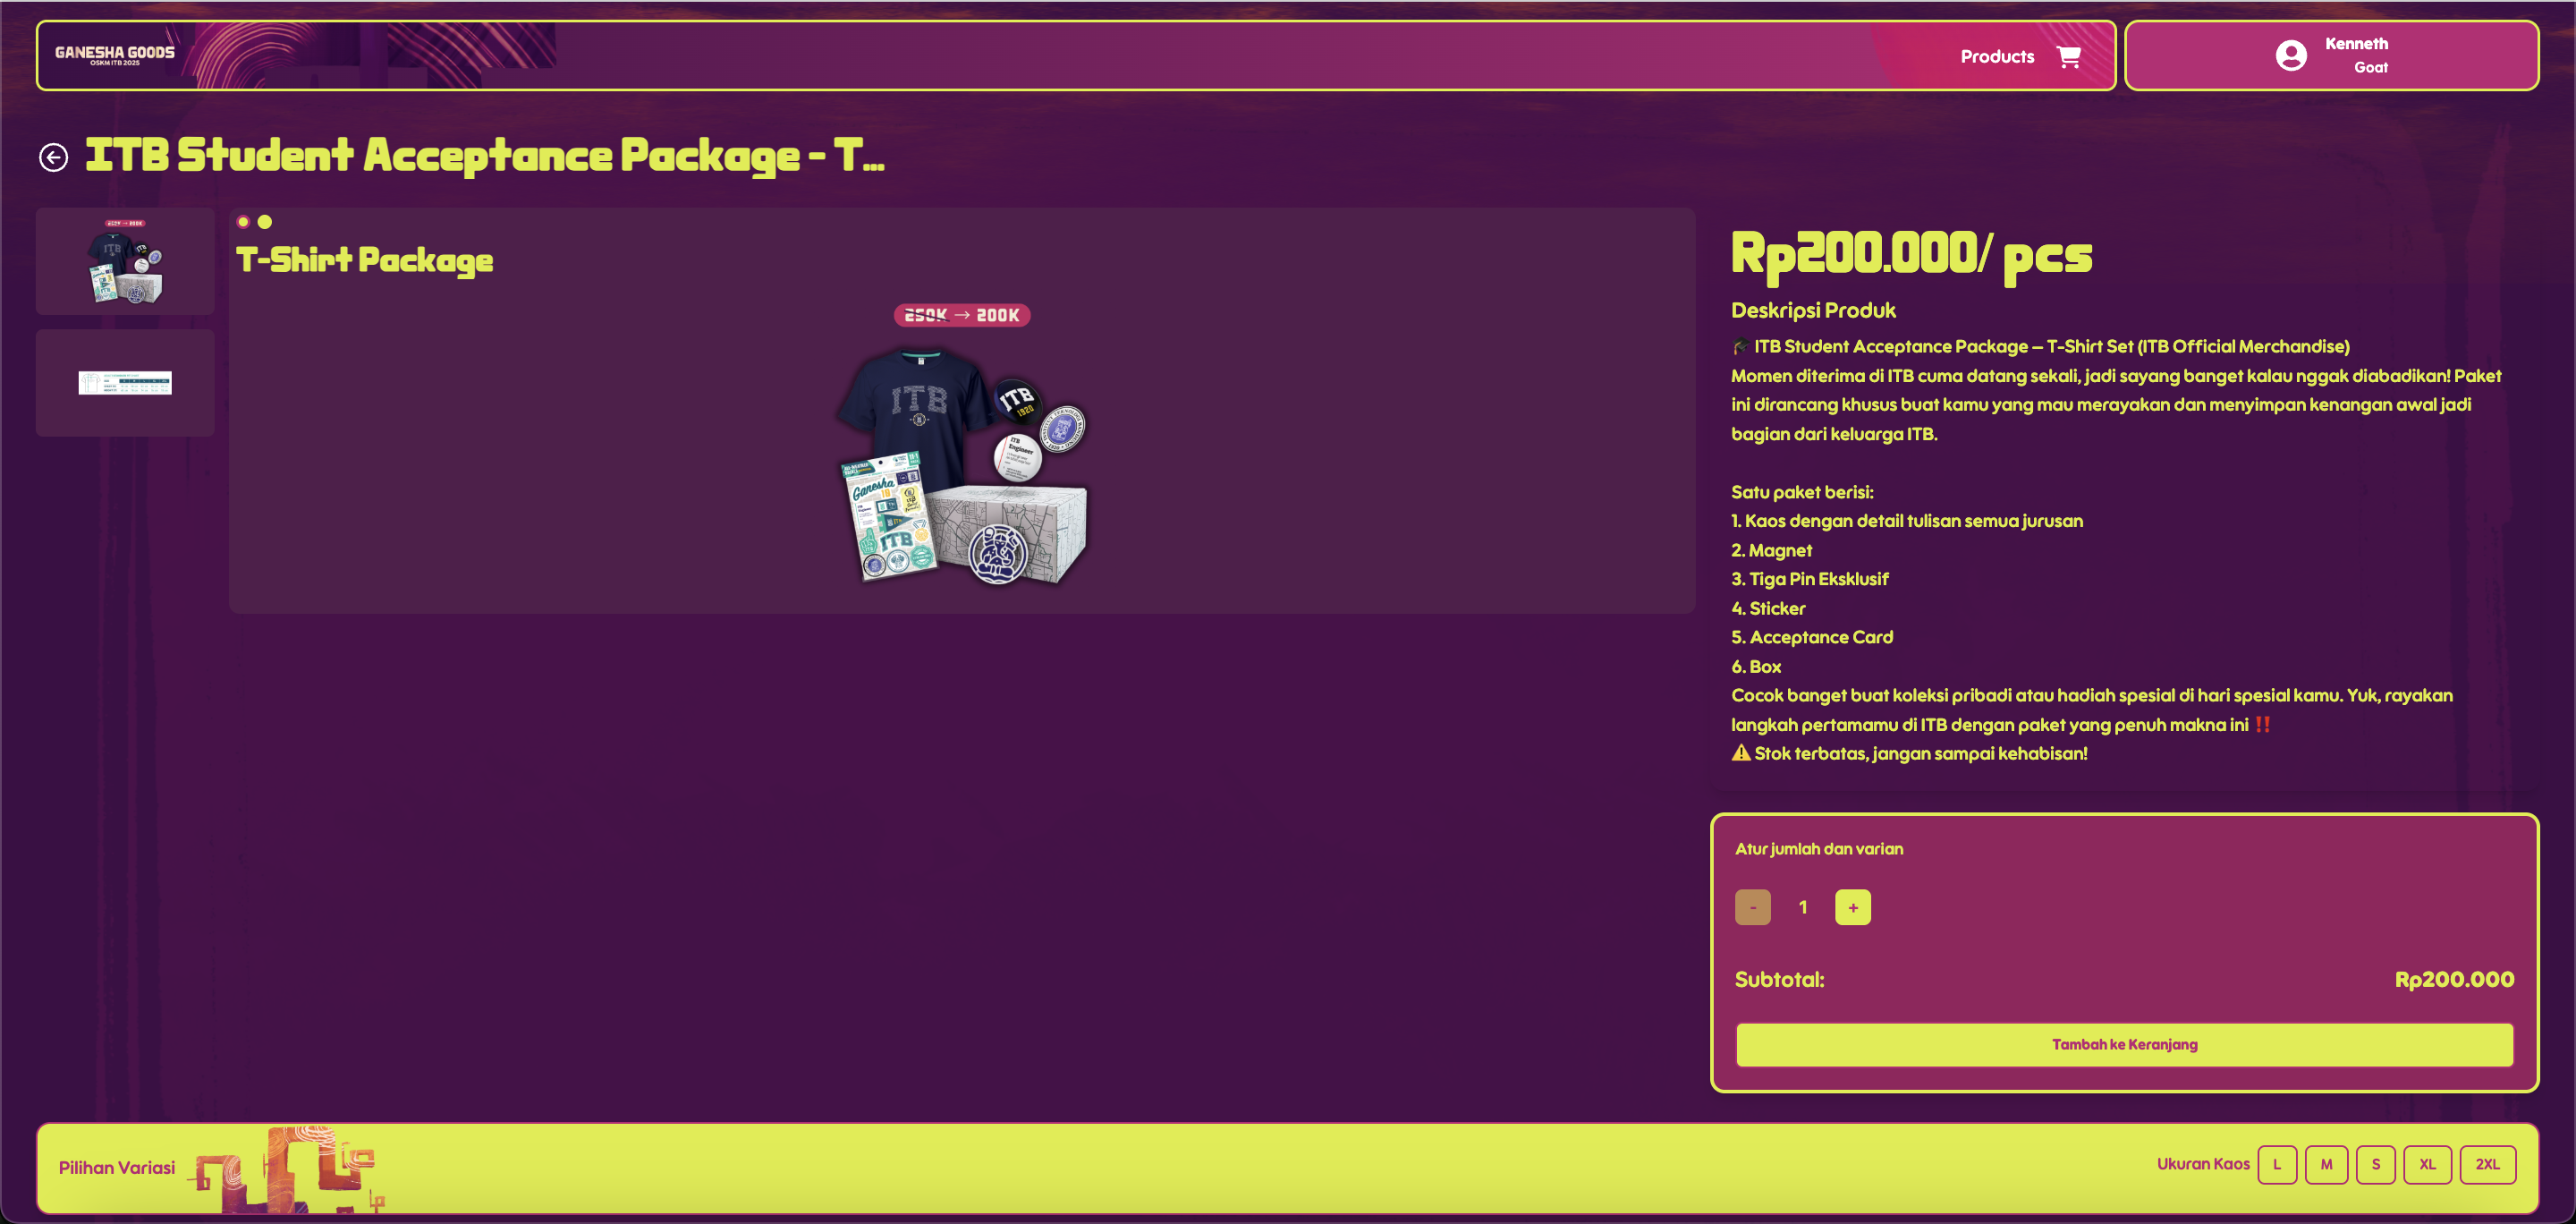 GANESHA GOODS
OSKM ITB 2025
Products
Kenneth
Goat
ITB Student Acceptance Package - T...
T-Shirt Package
250K → 200K
ITB
ITB
1920
ITB
Engineer
Ganesha
ITB
Rp200.000/ pcs
Deskripsi Produk
🎓 ITB Student Acceptance Package – T-Shirt Set (ITB Official Merchandise)
Momen diterima di ITB cuma datang sekali, jadi sayang banget kalau nggak diabadikan! Paket
ini dirancang khusus buat kamu yang mau merayakan dan menyimpan kenangan awal jadi
bagian dari keluarga ITB.
Satu paket berisi:
1. Kaos dengan detail tulisan semua jurusan
2. Magnet
3. Tiga Pin Eksklusif
4. Sticker
5. Acceptance Card
6. Box
Cocok banget buat koleksi pribadi atau hadiah spesial di hari spesial kamu. Yuk, rayakan
langkah pertamamu di ITB dengan paket yang penuh makna ini ‼️
⚠️ Stok terbatas, jangan sampai kehabisan!
Atur jumlah dan varian
- 1 +
Subtotal: Rp200.000
Tambah ke Keranjang
Pilihan Variasi
Ukuran Kaos L M S XL 2XL